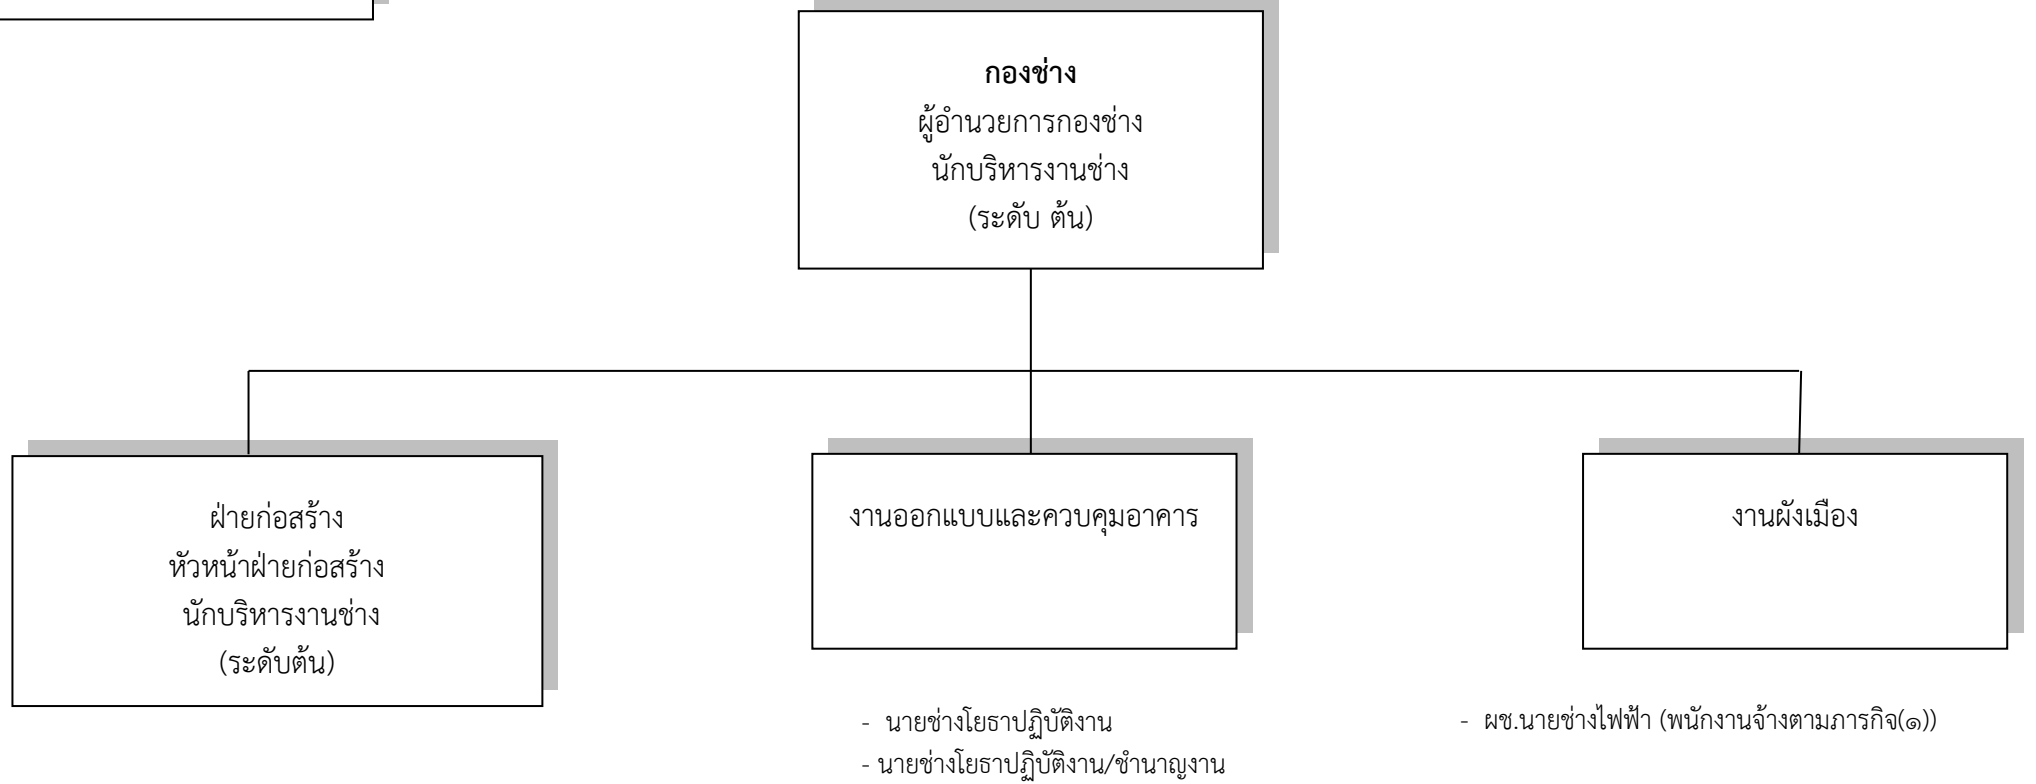 กองช่าง
ผู้อำนวยการกองช่าง
นักบริหารงานช่าง
(ระดับ ต้น)
ฝ่ายก่อสร้าง
หัวหน้าฝ่ายก่อสร้าง
นักบริหารงานช่าง
(ระดับต้น)
งานออกแบบและควบคุมอาคาร
งานผังเมือง
- นายช่างโยธาปฏิบัติงาน
- นายช่างโยธาปฏิบัติงาน/ชำนาญงาน
- ผช.นายช่างไฟฟ้า (พนักงานจ้างตามภารกิจ(๑))